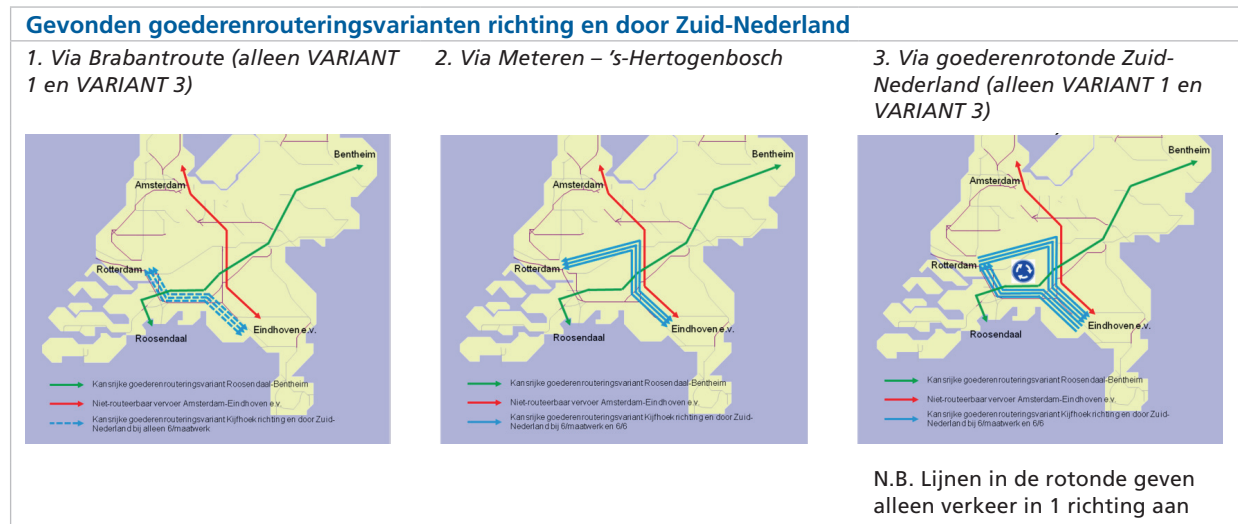 Gevonden goederenrouteringsvarianten richting en door Zuid-Nederland
1. Via Brabantroute (alleen VARIANT
1 en VARIANT 3)
2. Via Meteren – ’s-Hertogenbosch
3. Via goederenrotonde Zuid-
Nederland (alleen VARIANT 1 en
VARIANT 3)
Bentheim
Amsterdam
Rotterdam
Eindhoven e.v.
Roosendaal
Kansrijke goederenrouteringsvariant Roosendaal-Bentheim
Niet-routeerbaar vervoer Amsterdam-Eindhoven e.v.
Kansrijke goederenrouteringsvariant Kijfhoek richting en door Zuid-
Nederland bij alleen 6/maatwerk
Bentheim
Amsterdam
Rotterdam
Eindhoven e.v.
Roosendaal
Kansrijke goederenrouteringsvariant Roosendaal-Bentheim
Niet-routeerbaar vervoer Amsterdam-Eindhoven e.v.
Kansrijke goederenrouteringsvariant Kijfhoek richting en door Zuid-
Nederland bij 6/maatwerk en 6/6
Bentheim
Amsterdam
Rotterdam
Eindhoven e.v.
Roosendaal
Kansrijke goederenrouteringsvariant Roosendaal-Bentheim
Niet-routeerbaar vervoer Amsterdam-Eindhoven e.v.
Kansrijke goederenrouteringsvariant Kijfhoek richting en door Zuid-
Nederland bij 6/maatwerk en 6/6
N.B. Lijnen in de rotonde geven
alleen verkeer in 1 richting aan